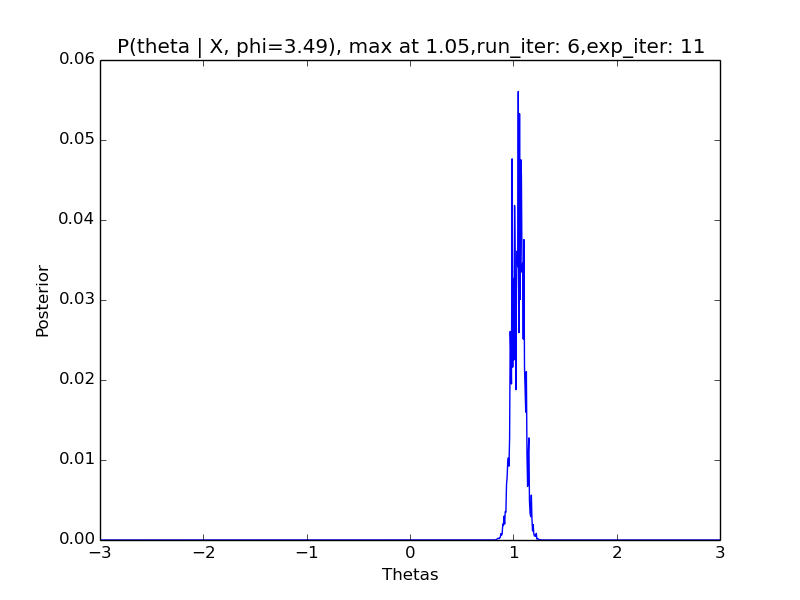 P(theta | X, phi=3.49), max at 1.05,run_iter: 6,exp_iter: 11
0.06
0.05
0.04
0.03
0.02
0.01
0.00
Posterior
−3 −2 −1 0 1 2 3
Thetas